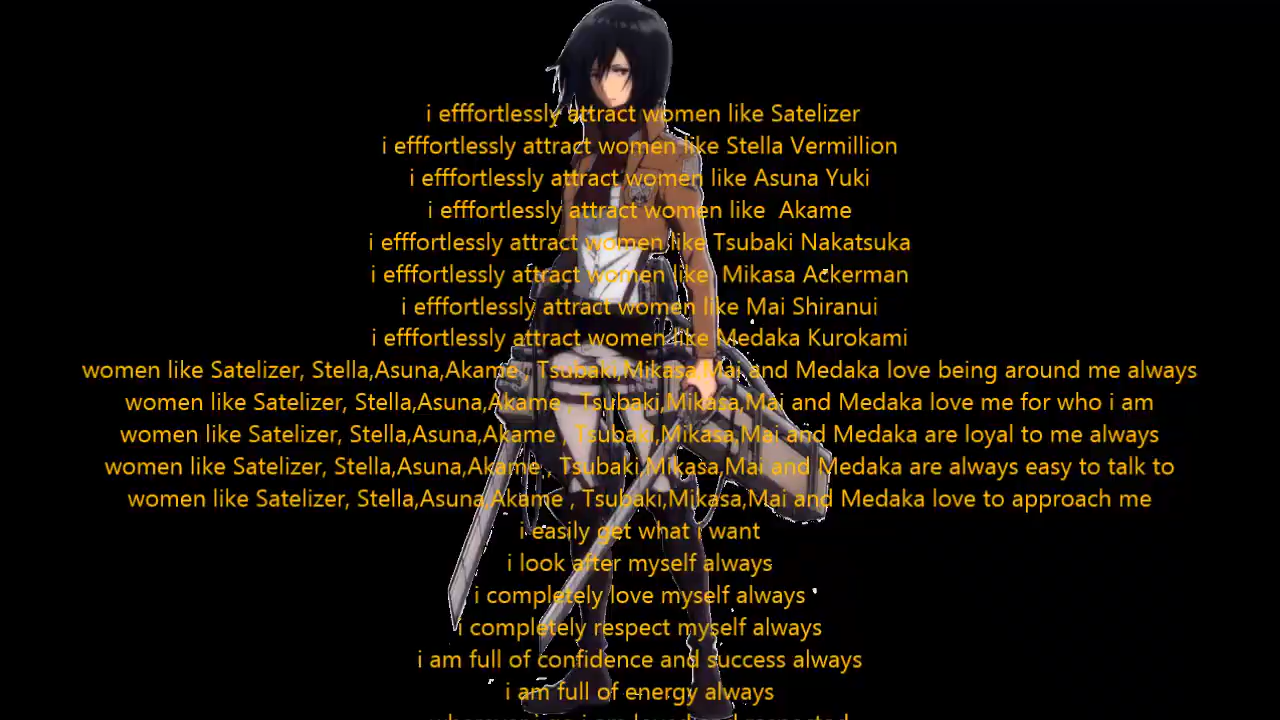 i efffortlessly attract women like Satelizer
i efffortlessly attract women like Stella Vermillion
i efffortlessly attract women like Asuna Yuki
i efffortlessly attract women like  Akame
i efffortlessly attract women like Tsubaki Nakatsuka
i efffortlessly attract women like  Mikasa Ackerman
i efffortlessly attract women like Mai Shiranui
i efffortlessly attract women like Medaka Kurokami
women like Satelizer, Stella,Asuna,Akame , Tsubaki,Mikasa,Mai and Medaka love being around me always
women like Satelizer, Stella,Asuna,Akame , Tsubaki,Mikasa,Mai and Medaka love me for who i am
women like Satelizer, Stella,Asuna,Akame , Tsubaki,Mikasa,Mai and Medaka are loyal to me always
women like Satelizer, Stella,Asuna,Akame , Tsubaki,Mikasa,Mai and Medaka are always easy to talk to
women like Satelizer, Stella,Asuna,Akame , Tsubaki,Mikasa,Mai and Medaka love to approach me
i easily get what i want
i look after myself always
i completely love myself always
i completely respect myself always
i am full of confidence and success always
i am full of energy always